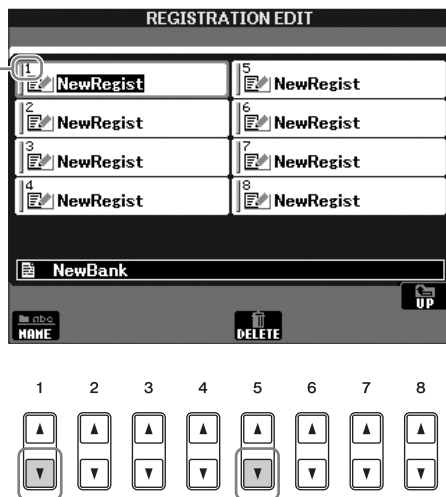 REGISTRATION EDIT
1 NewRegist
5 NewRegist
2 NewRegist
6 NewRegist
3 NewRegist
7 NewRegist
4 NewRegist
8 NewRegist
NewBank
UP
abc
NAME
DELETE
1 2 3 4 5 6 7 8